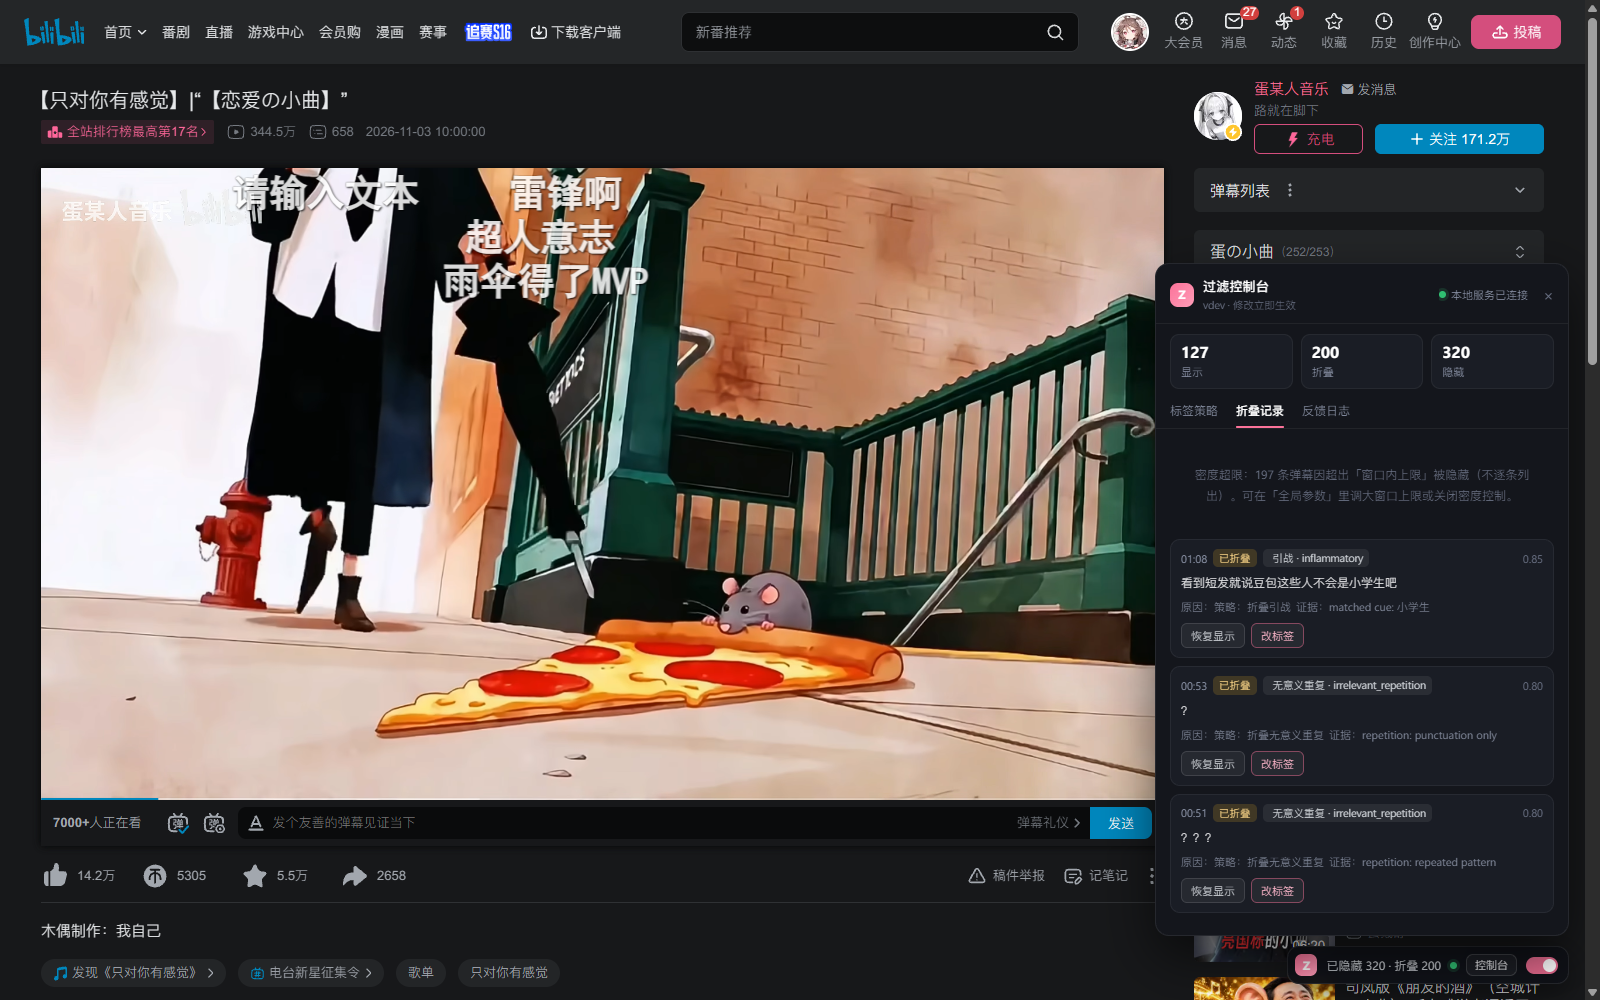 bilibili 首页 番剧 直播 游戏中心 会员购 漫画 赛事 追赛S16 下载客户端 新番推荐 大会员 27 消息 1 动态 收藏 历史 创作中心 投稿
【只对你有感觉】|“【恋爱の小曲】”
全站排行榜最高第17名 344.5万 658 2026-11-03 10:00:00
蛋某人音乐 发消息
路就在脚下
充电 + 关注 171.2万
弹幕列表
蛋の小曲 (252/253)
请输入文本 雷锋啊
蛋某人音乐 bilibili
超人意志
雨伞得了MVP
Z 过滤控制台 本地服务已连接 ×
vdev · 修改立即生效
127 200 320
显示 折叠 隐藏
标签策略 折叠记录 反馈日志
密度超限：197 条弹幕因超出「窗口内上限」被隐藏（不逐条列
出）。可在「全局参数」里调大窗口上限或关闭密度控制。
01:08 已折叠 引战 · inflammatory 0.85
看到短发就说豆包这些人不会是小学生吧
原因：策略：折叠引战 证据：matched cue: 小学生
恢复显示 改标签
00:53 已折叠 无意义重复 · irrelevant_repetition 0.80
？
原因：策略：折叠无意义重复 证据：repetition: punctuation only
恢复显示 改标签
00:51 已折叠 无意义重复 · irrelevant_repetition 0.80
？？？
原因：策略：折叠无意义重复 证据：repetition: repeated pattern
恢复显示 改标签
7000+人正在看 弹 弹 A 发个友善的弹幕见证当下 弹幕礼仪 发送
14.2万 5305 5.5万 2658 稿件举报 记笔记
木偶制作：我自己
发现《只对你有感觉》 电台新星征集令 歌单 只对你有感觉
06:20
Z 已隐藏 320 · 折叠 200 控制台
司凤版《朋友的酒》（空城计